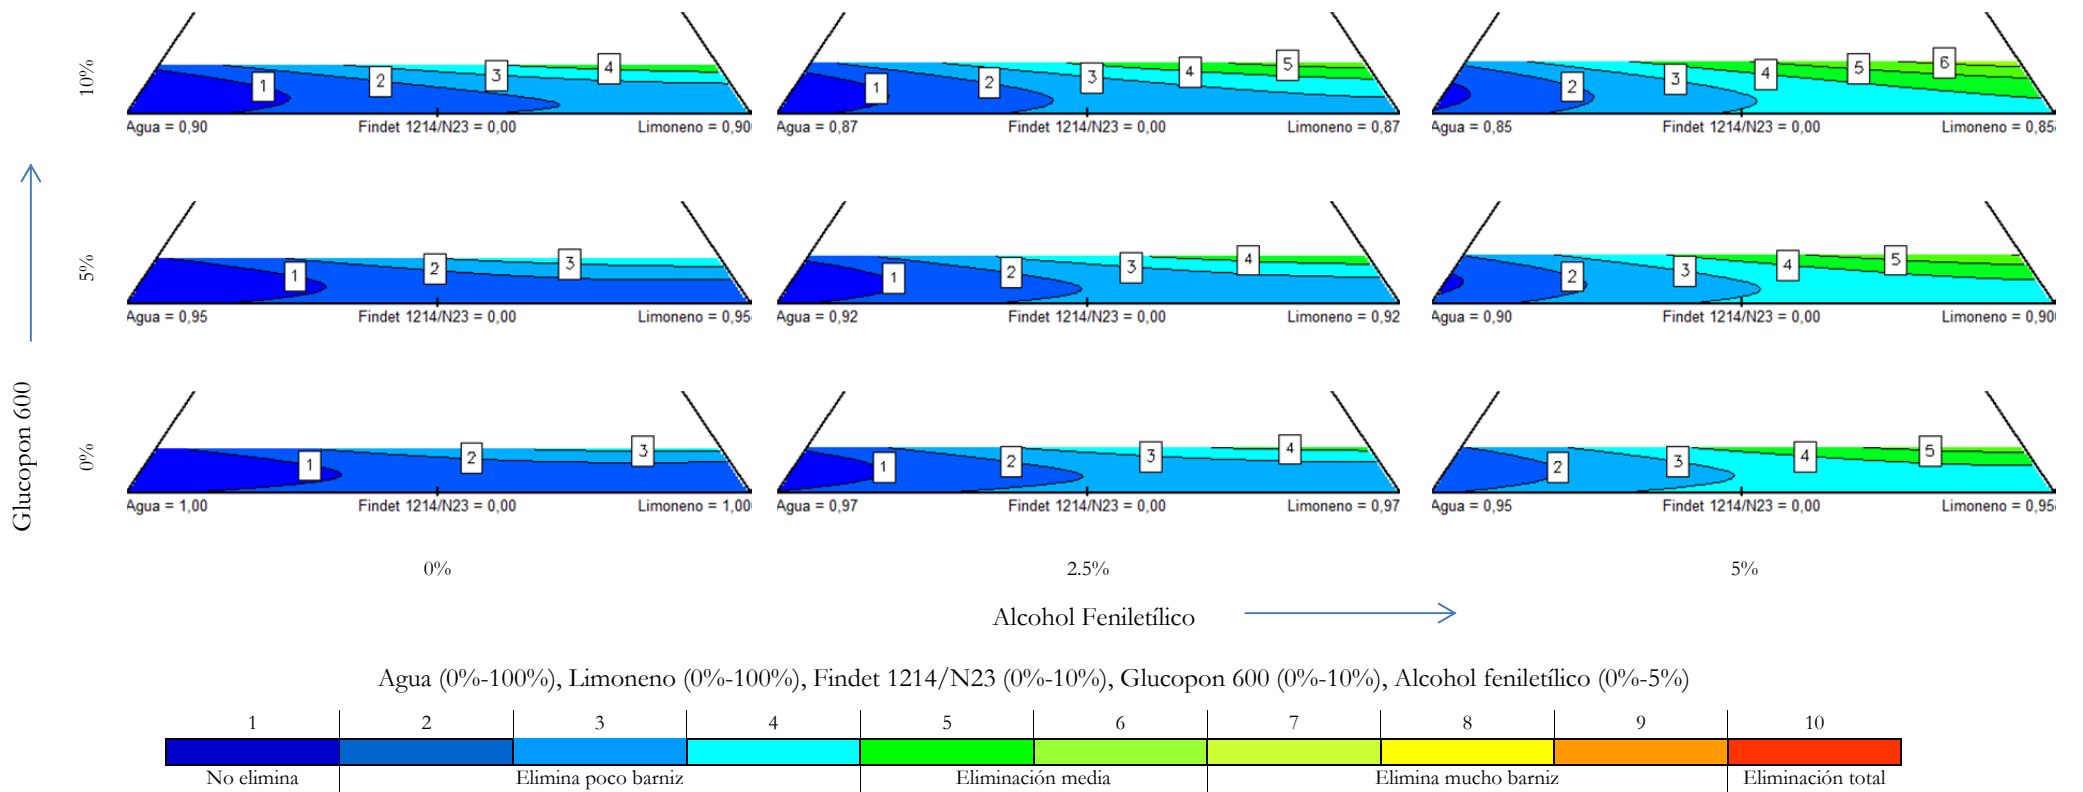 10%
1 2 3 4
1 2 3 4 5
2 3 4 5 6
Agua = 0,90 Findet 1214/N23 = 0,00 Limoneno = 0,90
Agua = 0,87 Findet 1214/N23 = 0,00 Limoneno = 0,87
Agua = 0,85 Findet 1214/N23 = 0,00 Limoneno = 0,85
5%
1 2 3
1 2 3 4
2 3 4 5
Agua = 0,95 Findet 1214/N23 = 0,00 Limoneno = 0,95
Agua = 0,92 Findet 1214/N23 = 0,00 Limoneno = 0,92
Agua = 0,90 Findet 1214/N23 = 0,00 Limoneno = 0,90
Glucopon 600
0%
1 2 3
1 2 3 4
2 3 4 5
Agua = 1,00 Findet 1214/N23 = 0,00 Limoneno = 1,00
Agua = 0,97 Findet 1214/N23 = 0,00 Limoneno = 0,97
Agua = 0,95 Findet 1214/N23 = 0,00 Limoneno = 0,95
0% 2.5% 5%
Alcohol Feniletílico
Agua (0%-100%), Limoneno (0%-100%), Findet 1214/N23 (0%-10%), Glucopon 600 (0%-10%), Alcohol feniletílico (0%-5%)
1 2 3 4 5 6 7 8 9 10
No elimina Elimina poco barniz Eliminación media Elimina mucho barniz Eliminación total